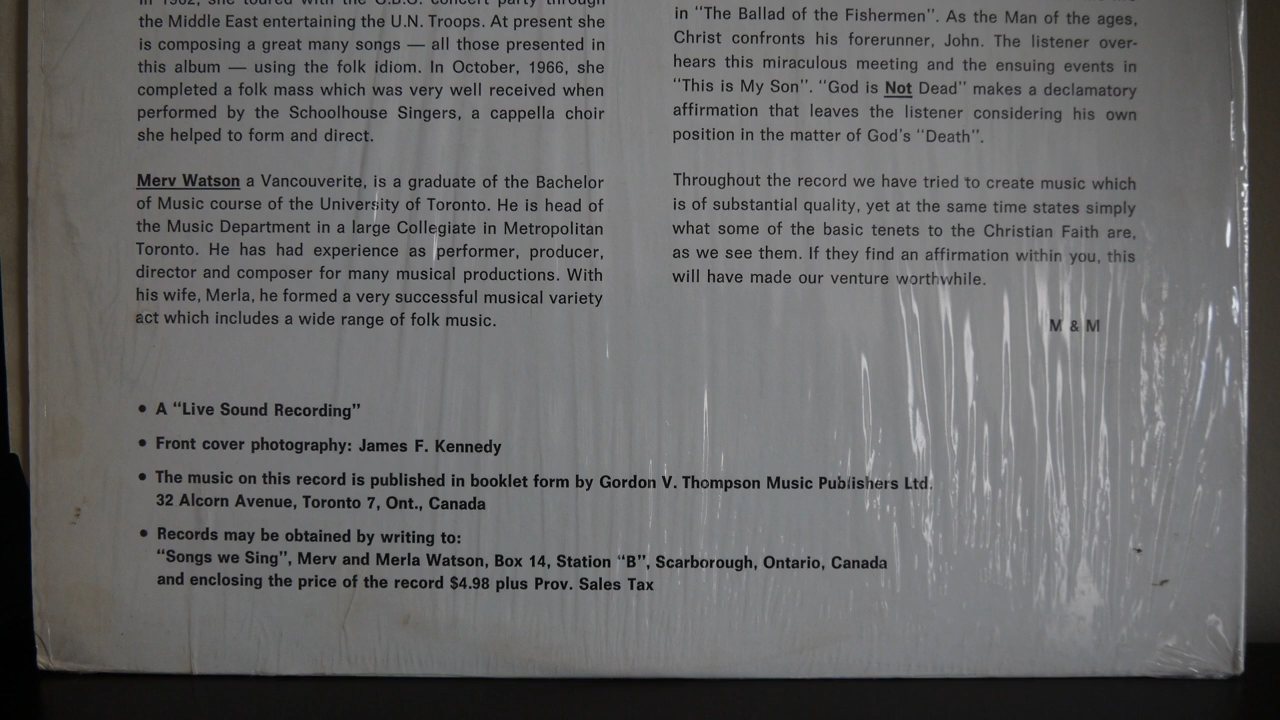 In 1962, she toured with the C.B.C. concert party through
the Middle East entertaining the U.N. Troops. At present she
is composing a great many songs — all those presented in
this album — using the folk idiom. In October, 1966, she
completed a folk mass which was very well received when
performed by the Schoolhouse Singers, a cappella choir
she helped to form and direct.
Merv Watson a Vancouverite, is a graduate of the Bachelor
of Music course of the University of Toronto. He is head of
the Music Department in a large Collegiate in Metropolitan
Toronto. He has had experience as performer, producer,
director and composer for many musical productions. With
his wife, Merla, he formed a very successful musical variety
act which includes a wide range of folk music.
in "The Ballad of the Fishermen". As the Man of the ages,
Christ confronts his forerunner, John. The listener over-
hears this miraculous meeting and the ensuing events in
"This is My Son". "God is Not Dead" makes a declamatory
affirmation that leaves the listener considering his own
position in the matter of God's "Death".
Throughout the record we have tried to create music which
is of substantial quality, yet at the same time states simply
what some of the basic tenets to the Christian Faith are,
as we see them. If they find an affirmation within you, this
will have made our venture worthwhile.
M & M
• A "Live Sound Recording"
• Front cover photography: James F. Kennedy
• The music on this record is published in booklet form by Gordon V. Thompson Music Publishers Ltd.
32 Alcorn Avenue, Toronto 7, Ont., Canada
• Records may be obtained by writing to:
"Songs we Sing", Merv and Merla Watson, Box 14, Station "B", Scarborough, Ontario, Canada
and enclosing the price of the record $4.98 plus Prov. Sales Tax